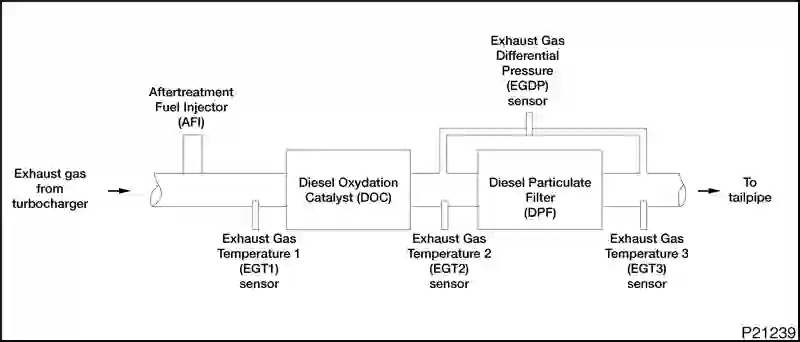 Exhaust Gas
Differential
Pressure
(EGDP)
sensor
Aftertreatment
Fuel Injector
(AFI)
Exhaust gas
from
turbocharger
Diesel Oxydation
Catalyst (DOC)
Diesel Particulate
Filter
(DPF)
To
tailpipe
Exhaust Gas
Temperature 1
(EGT1)
sensor
Exhaust Gas
Temperature 2
(EGT2)
sensor
Exhaust Gas
Temperature 3
(EGT3)
sensor
P21239